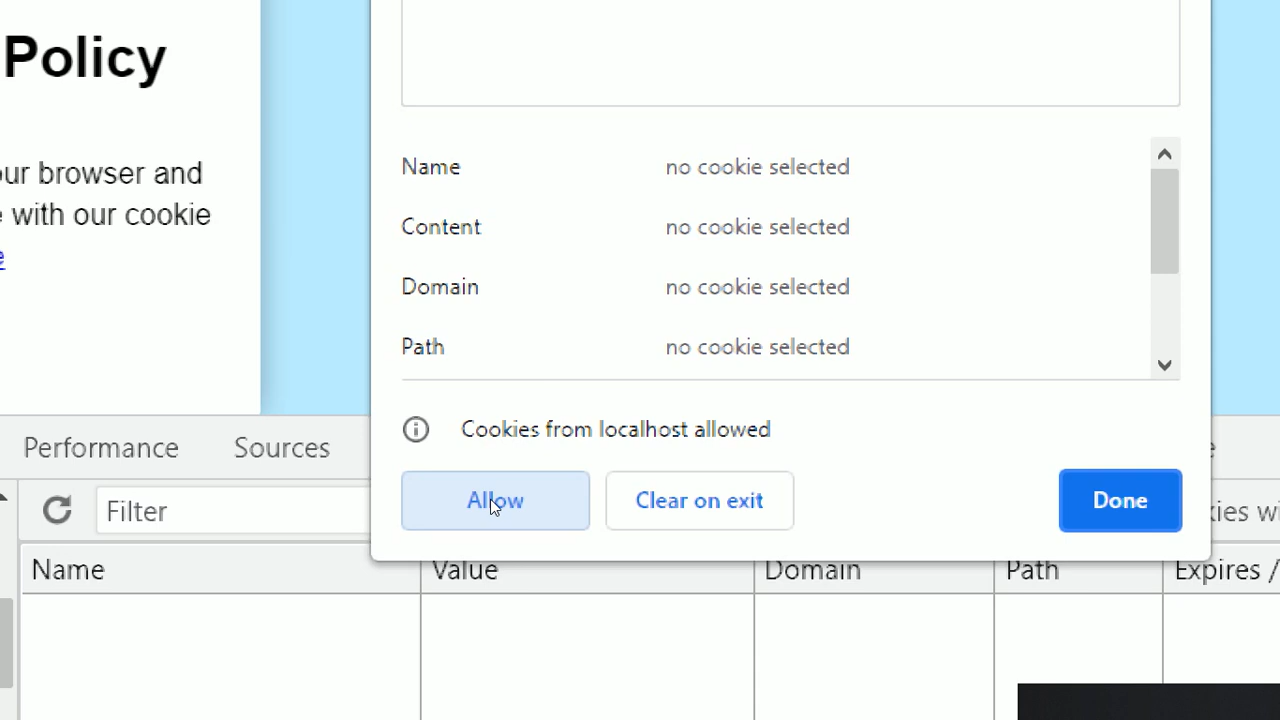 Policy
our browser and
with our cookie
Name no cookie selected
Content no cookie selected
Domain no cookie selected
Path no cookie selected
Cookies from localhost allowed
Allow Clear on exit Done
Performance Sources
Filter
Name Value Domain Path Expires /